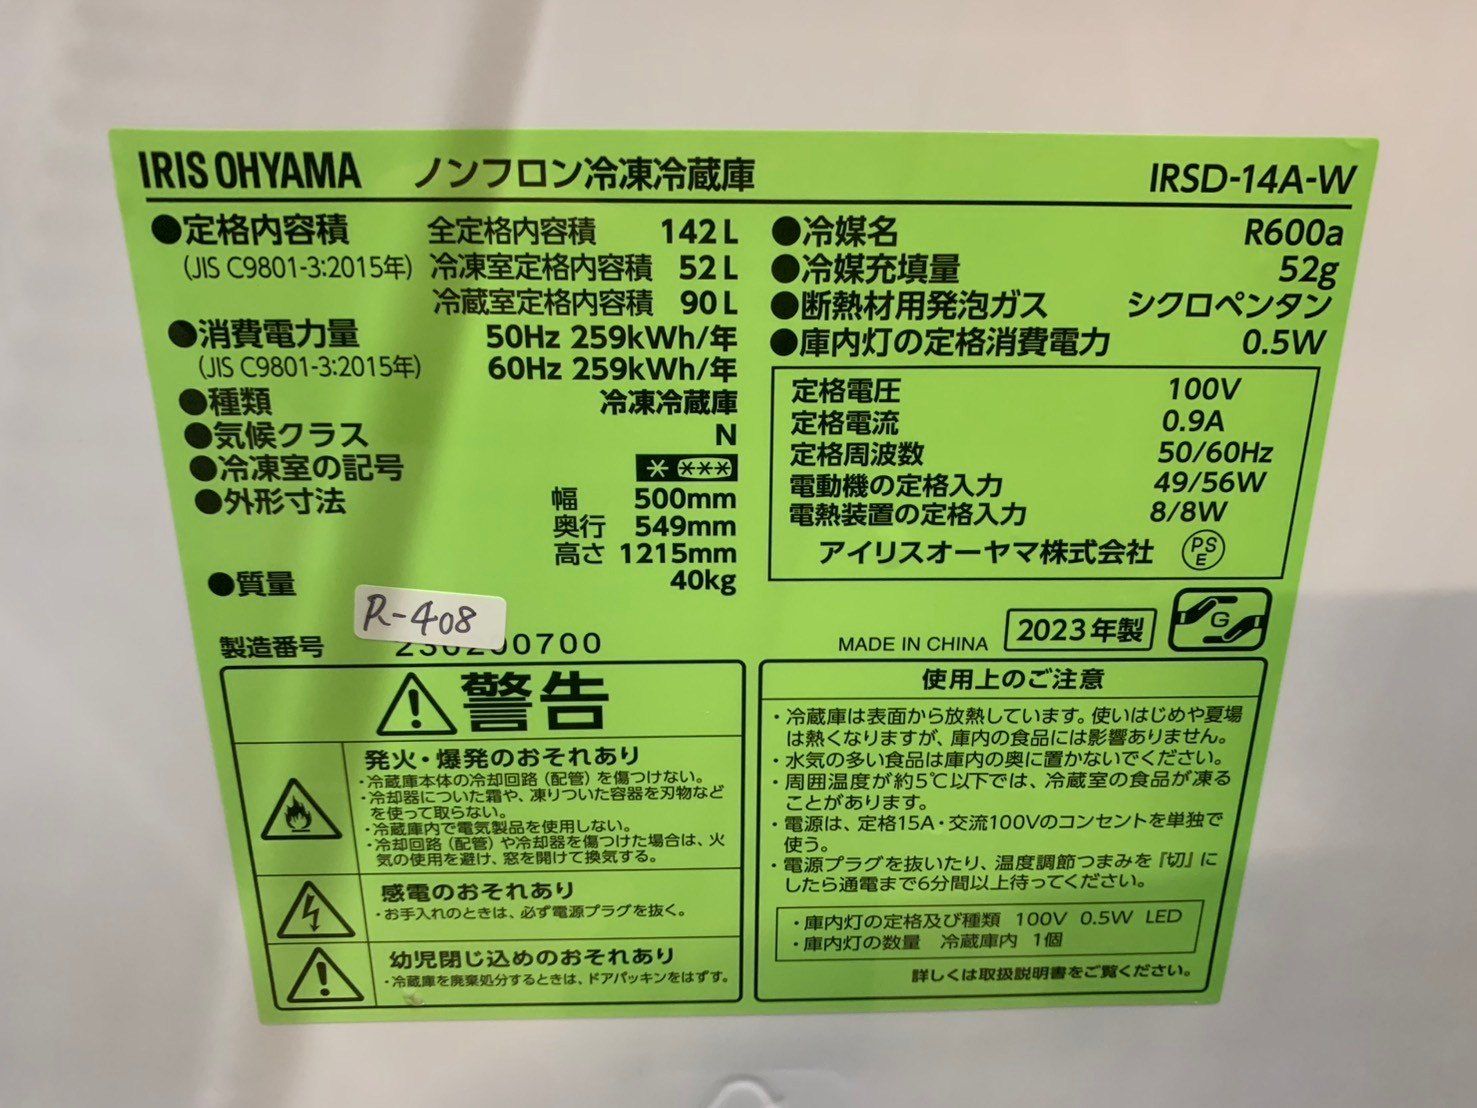 IRIS OHYAMA ノンフロン冷凍冷蔵庫 IRSD-14A-W
●定格内容積 全定格内容積 142L
(JIS C9801-3:2015年) 冷凍室定格内容積 52L
冷蔵室定格内容積 90L
●消費電力量 50Hz 259kWh/年
(JIS C9801-3:2015年) 60Hz 259kWh/年
●種類 冷凍冷蔵庫
●気候クラス N
●冷凍室の記号 * ***
●外形寸法 幅 500mm
奥行 549mm
高さ 1215mm
●質量 40kg
R-408
製造番号
●冷媒名 R600a
●冷媒充填量 52g
●断熱材用発泡ガス シクロペンタン
●庫内灯の定格消費電力 0.5W
定格電圧 100V
定格電流 0.9A
定格周波数 50/60Hz
電動機の定格入力 49/56W
電熱装置の定格入力 8/8W
アイリスオーヤマ株式会社 PSE
MADE IN CHINA 2023年製 G
警告
発火・爆発のおそれあり
・冷蔵庫本体の冷却回路（配管）を傷つけない。
・冷却器についた霜や、凍りついた容器を刃物など
を使って取らない。
・冷蔵庫内で電気製品を使用しない。
・冷却回路（配管）や冷却器を傷つけた場合は、火
気の使用を避け、窓を開けて換気する。
感電のおそれあり
・お手入れのときは、必ず電源プラグを抜く。
幼児閉じ込めのおそれあり
・冷蔵庫を廃棄処分するときは、ドアパッキンをはずす。
使用上のご注意
・冷蔵庫は表面から放熱しています。使いはじめや夏場
は熱くなりますが、庫内の食品には影響ありません。
・水気の多い食品は庫内の奥に置かないでください。
・周囲温度が約5℃以下では、冷蔵室の食品が凍る
ことがあります。
・電源は、定格15A・交流100Vのコンセントを単独で
使う。
・電源プラグを抜いたり、温度調節つまみを『切』に
したら通電まで6分間以上待ってください。
・庫内灯の定格及び種類 100V 0.5W LED
・庫内灯の数量 冷蔵庫内 1個
詳しくは取扱説明書をご覧ください。